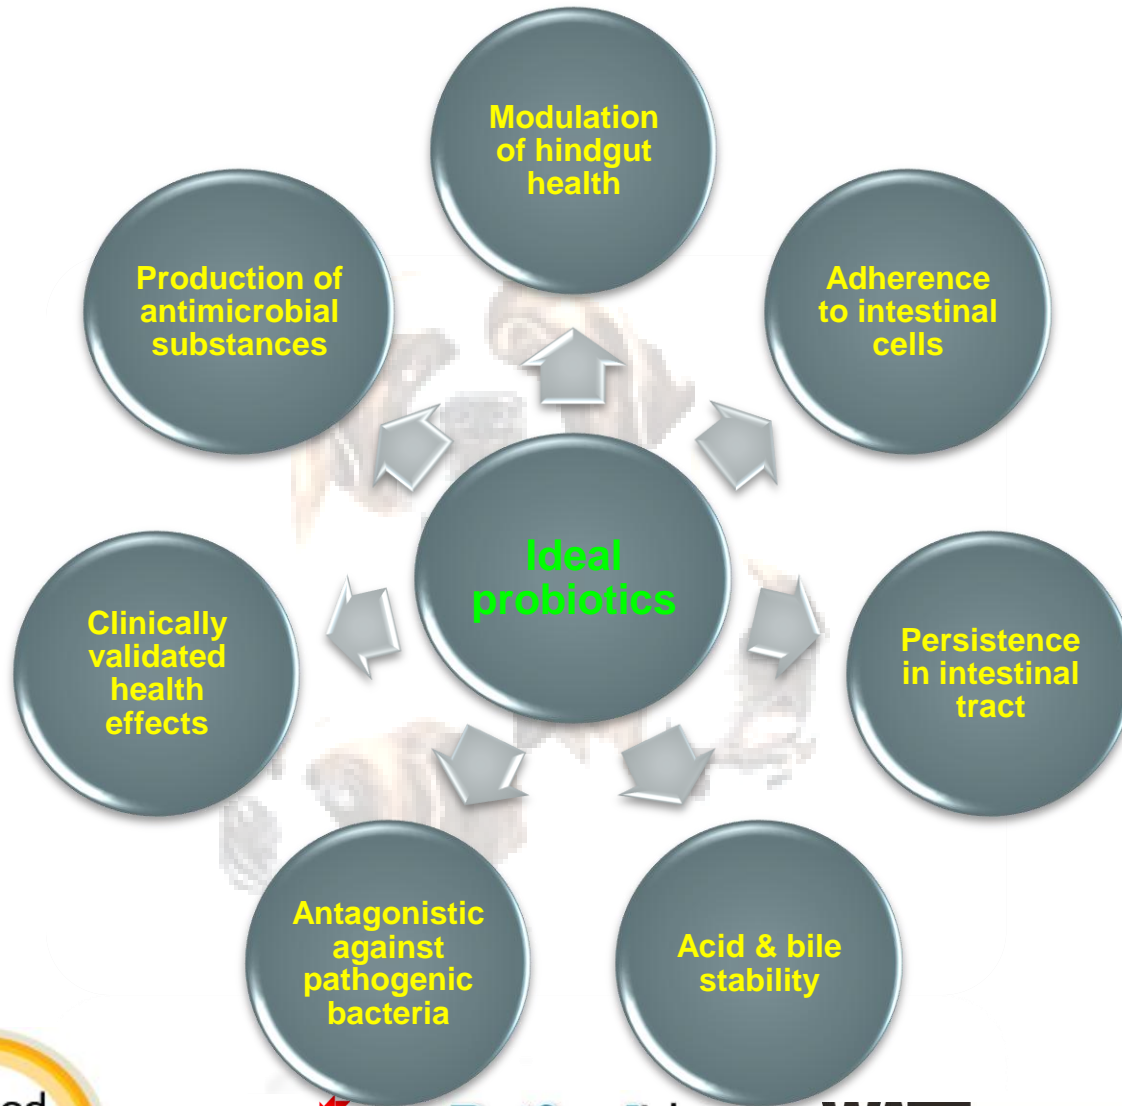 Modulation
of hindgut
health
Production of
antimicrobial
substances
Adherence
to intestinal
cells
Ideal
probiotics
Clinically
validated
health
effects
Persistence
in intestinal
tract
Antagonistic
against
pathogenic
bacteria
Acid & bile
stability